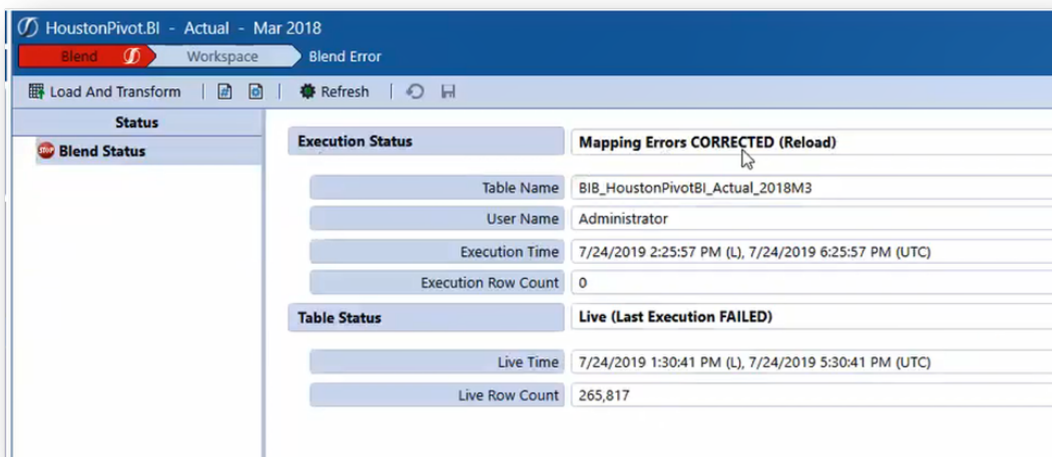 HoustonPivot.BI - Actual - Mar 2018
Blend Workspace Blend Error
Load And Transform Refresh
Status
STOP Blend Status
Execution Status Mapping Errors CORRECTED (Reload)
Table Name BIB_HoustonPivotBI_Actual_2018M3
User Name Administrator
Execution Time 7/24/2019 2:25:57 PM (L), 7/24/2019 6:25:57 PM (UTC)
Execution Row Count 0
Table Status Live (Last Execution FAILED)
Live Time 7/24/2019 1:30:41 PM (L), 7/24/2019 5:30:41 PM (UTC)
Live Row Count 265,817